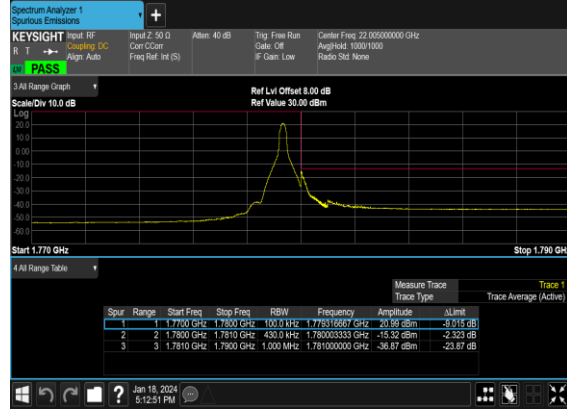 Spectrum Analyzer 1
Spurious Emissions
+
KEYSIGHT Input: RF Input Z: 50 Ω Atten: 40 dB Trig: Free Run Center Freq: 22.005000000 GHz
R T Coupling: DC Corr CCorr Gate: Off Avg|Hold: 1000/1000
Align: Auto Freq Ref: Int (S) IF Gain: Low Radio Std: None
PASS
3 All Range Graph
Ref Lvl Offset 8.00 dB
Scale/Div 10.0 dB Ref Value 30.00 dBm
Log
20.0
10.0
0.00
-10.0
-20.0
-30.0
-40.0
-50.0
-60.0
Start 1.770 GHz Stop 1.790 GHz
4 All Range Table
Measure Trace Trace 1
Trace Type Trace Average (Active)
Spur Range Start Freq Stop Freq RBW Frequency Amplitude ΔLimit
1 1 1.7700 GHz 1.7800 GHz 100.0 kHz 1.779316667 GHz 20.99 dBm -9.015 dB
2 2 1.7800 GHz 1.7810 GHz 430.0 kHz 1.780003333 GHz -15.32 dBm -2.323 dB
3 3 1.7810 GHz 1.7900 GHz 1.000 MHz 1.781000000 GHz -36.87 dBm -23.87 dB
?
Jan 18, 2024
5:12:51 PM